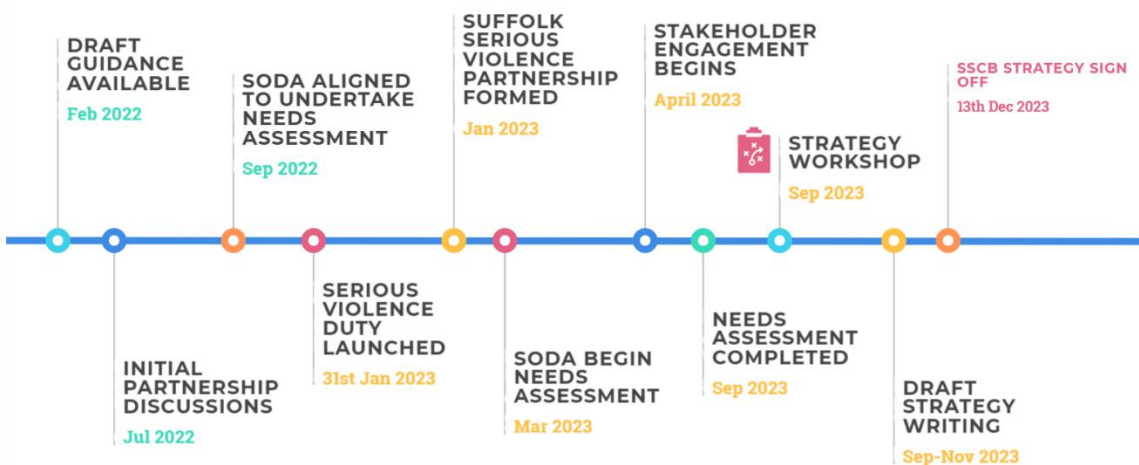 DRAFT
GUIDANCE
AVAILABLE
Feb 2022
INITIAL
PARTNERSHIP
DISCUSSIONS
Jul 2022
SODA ALIGNED
TO UNDERTAKE
NEEDS
ASSESSMENT
Sep 2022
SERIOUS
VIOLENCE
DUTY
LAUNCHED
31st Jan 2023
SUFFOLK
SERIOUS
VIOLENCE
PARTNERSHIP
FORMED
Jan 2023
SODA BEGIN
NEEDS
ASSESSMENT
Mar 2023
STAKEHOLDER
ENGAGEMENT
BEGINS
April 2023
NEEDS
ASSESSMENT
COMPLETED
Sep 2023
STRATEGY
WORKSHOP
Sep 2023
DRAFT
STRATEGY
WRITING
Sep-Nov 2023
SSCB STRATEGY SIGN
OFF
13th Dec 2023